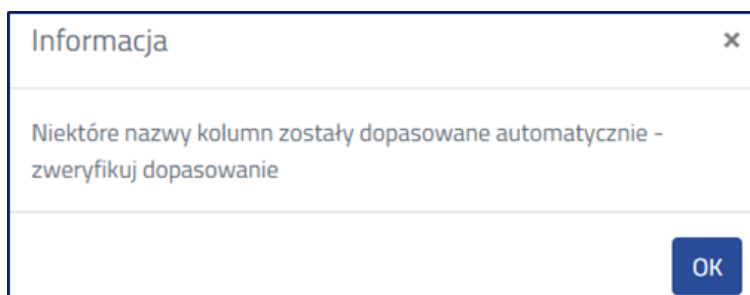 Informacja ×
Niektóre nazwy kolumn zostały dopasowane automatycznie -
zweryfikuj dopasowanie
OK